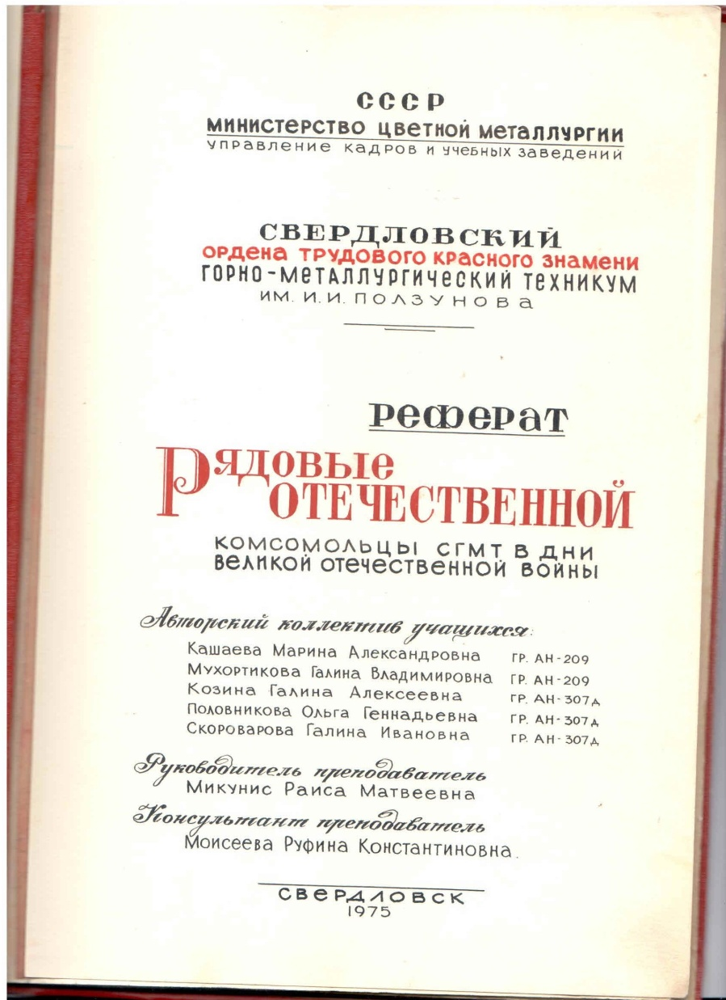 СССР
МИНИСТЕРСТВО ЦВЕТНОЙ МЕТАЛЛУРГИИ
УПРАВЛЕНИЕ КАДРОВ И УЧЕБНЫХ ЗАВЕДЕНИЙ
СВЕРДЛОВСКИЙ
ОРДЕНА ТРУДОВОГО КРАСНОГО ЗНАМЕНИ
ГОРНО-МЕТАЛЛУРГИЧЕСКИЙ ТЕХНИКУМ
ИМ. И. И. ПОЛЗУНОВА
РЕФЕРАТ
РЯДОВЫЕ
ОТЕЧЕСТВЕННОЙ
КОМСОМОЛЬЦЫ СГМТ В ДНИ
ВЕЛИКОЙ ОТЕЧЕСТВЕННОЙ ВОЙНЫ
Авторский коллектив учащихся:
Кашаева Марина Александровна ГР. АН-209
Мухортикова Галина Владимировна ГР. АН-209
Козина Галина Алексеевна ГР. АН-307д
Половникова Ольга Геннадьевна ГР. АН-307д
Скороварова Галина Ивановна ГР. АН-307д
Руководитель преподаватель
Микунис Раиса Матвеевна
Консультант преподаватель
Моисеева Руфина Константиновна.
СВЕРДЛОВСК
1975